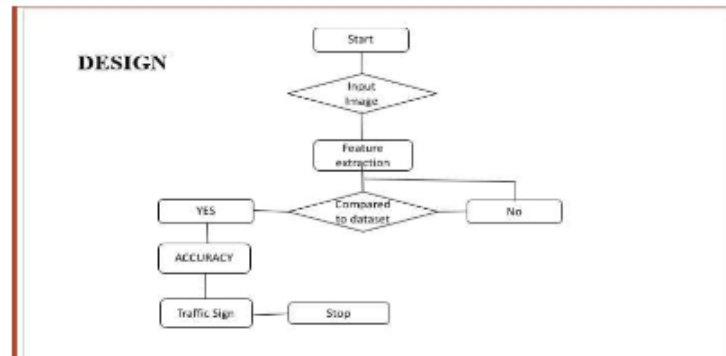 DESIGN
Start
Input
Image
Feature
extraction
Compared
to dataset
YES
No
ACCURACY
Traffic Sign
Stop